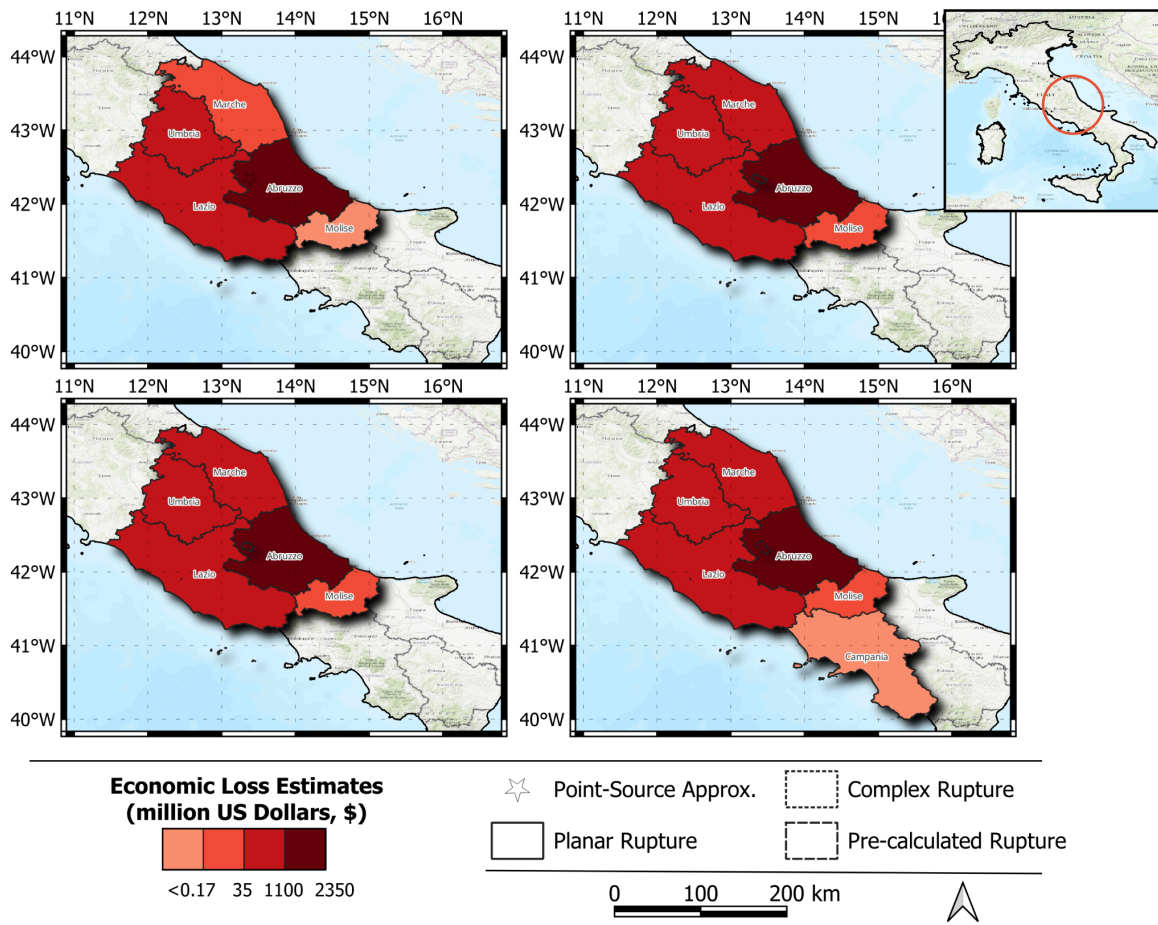 11°N 12°N 13°N 14°N 15°N 16°N
11°N 12°N 13°N 14°N 15°N
44°W
43°W
42°W
41°W
40°W
Marche
Umbria
Abruzzo
Lazio
Molise
44°W
43°W
42°W
41°W
40°W
Marche
Umbria
Abruzzo
Lazio
Molise
AUSTRIA
SLOVENIA
CROATIA
ITALY
11°N 12°N 13°N 14°N 15°N 16°N
11°N 12°N 13°N 14°N 15°N 16°N
44°W
43°W
42°W
41°W
40°W
Marche
Umbria
Abruzzo
Lazio
Molise
44°W
43°W
42°W
41°W
40°W
Marche
Umbria
Abruzzo
Lazio
Molise
Campania
Economic Loss Estimates
(million US Dollars, $)
<0.17 35 1100 2350
Point-Source Approx.
Complex Rupture
Planar Rupture
Pre-calculated Rupture
0 100 200 km